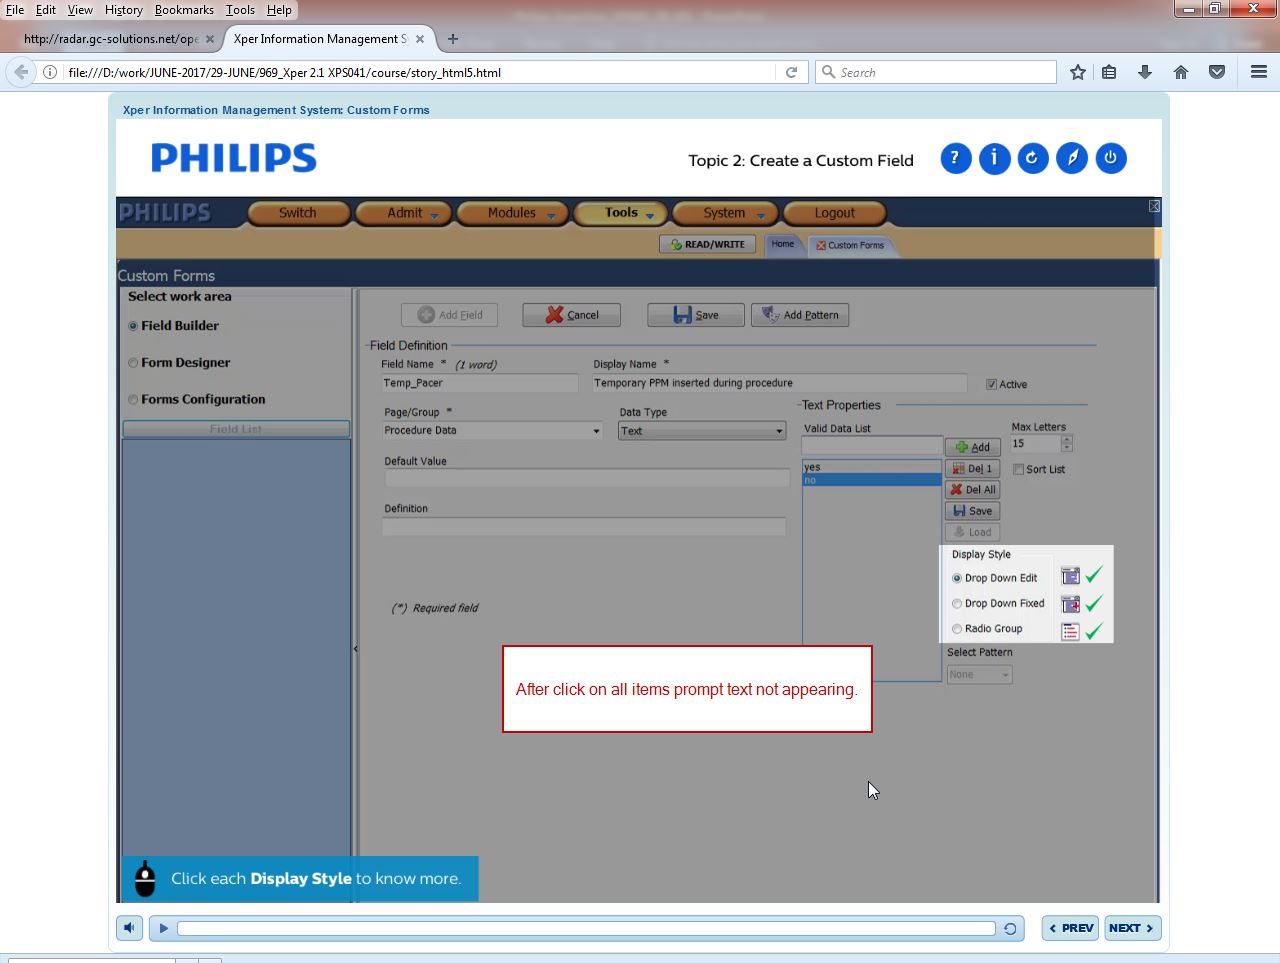 File Edit View History Bookmarks Tools Help
http://radar.gc-solutions.net/ope
Xper Information Management S
file:///D:/work/JUNE-2017/29-JUNE/969_Xper 2.1 XPS041/course/story_html5.html
Search
Xper Information Management System: Custom Forms
PHILIPS
Topic 2: Create a Custom Field
PHILIPS
Switch Admit Modules Tools System Logout
READ/WRITE Home Custom Forms
Custom Forms
Select work area
Field Builder
Form Designer
Forms Configuration
Field List
Add Field Cancel Save Add Pattern
Field Definition
Field Name * (1 word) Display Name *
Temp_Pacer Temporary PPM inserted during procedure Active
Page/Group * Data Type
Procedure Data Text
Default Value
Definition
(*) Required field
Text Properties
Valid Data List Max Letters
Add 15
yes Del 1 Sort List
no
Del All
Save
Load
Display Style
Drop Down Edit
Drop Down Fixed
Radio Group
Select Pattern
None
After click on all items prompt text not appearing.
Click each Display Style to know more.
PREV NEXT